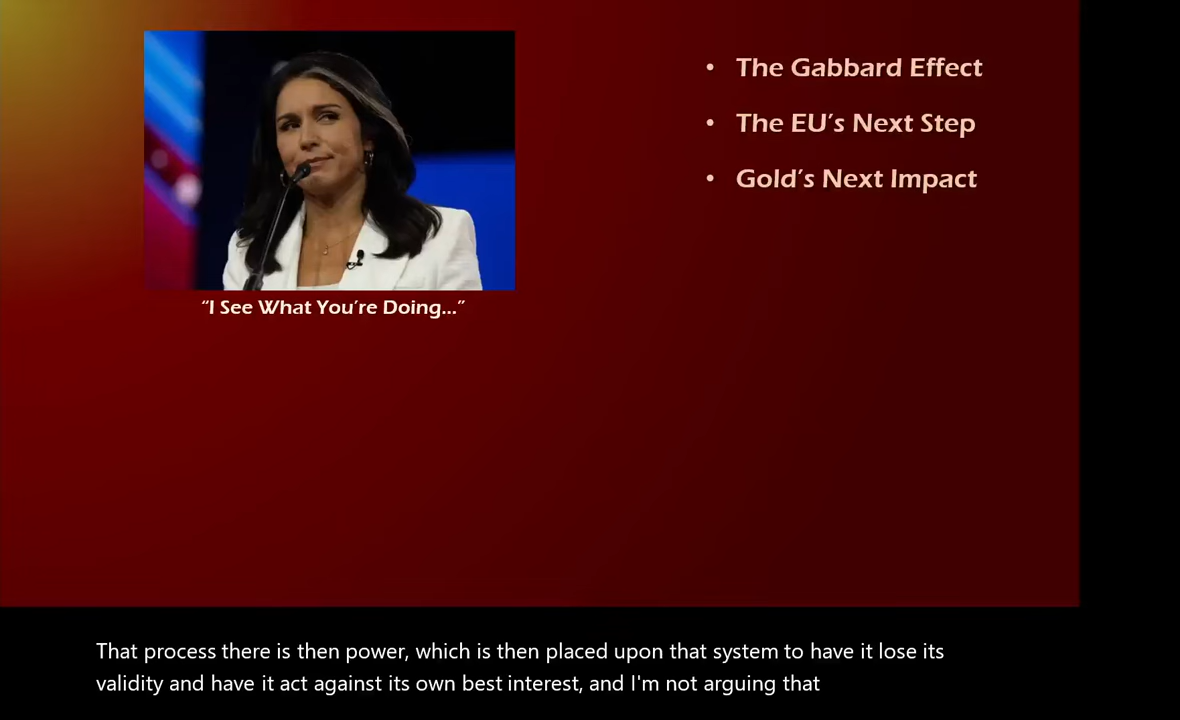 • The Gabbard Effect
• The EU's Next Step
• Gold's Next Impact
“I See What You're Doing...”
That process there is then power, which is then placed upon that system to have it lose its
validity and have it act against its own best interest, and I'm not arguing that